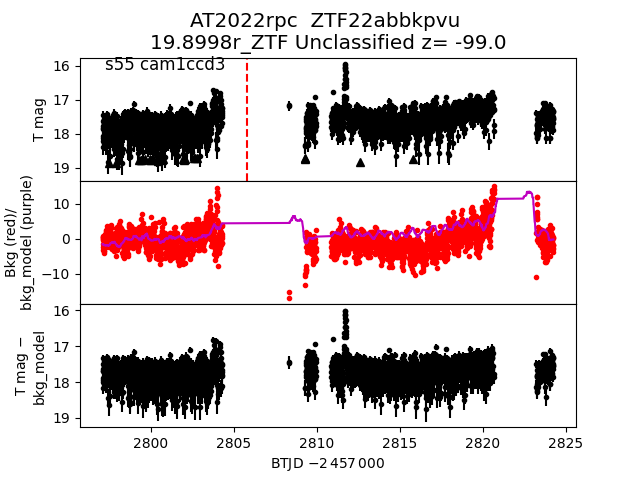 AT2022rpc  ZTF22abbkpvu
19.8998r_ZTF Unclassified z= -99.0
s55 cam1ccd3
16
17
18
19
T mag
10
0
−10
Bkg (red)/
bkg_model (purple)
16
17
18
19
T mag −
bkg_model
2800 2805 2810 2815 2820 2825
BTJD −2 457 000